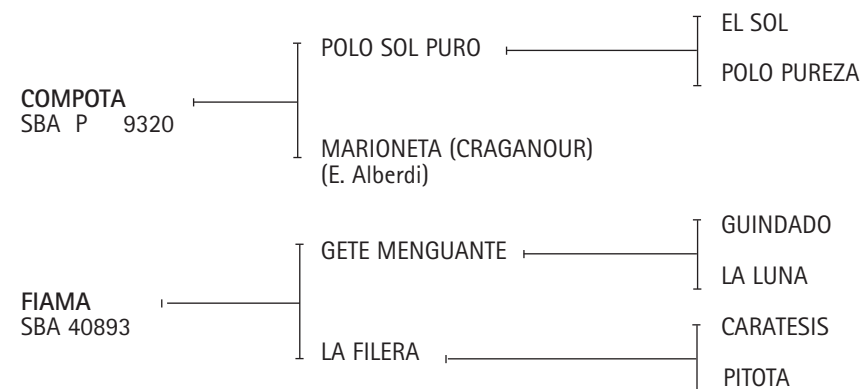 COMPOTA
SBA P 9320
POLO SOL PURO
EL SOL
POLO PUREZA
MARIONETA (CRAGANOUR)
(E. Alberdi)
FIAMA
SBA 40893
GETE MENGUANTE
GUINDADO
LA LUNA
LA FILERA
CARATESIS
PITOTA